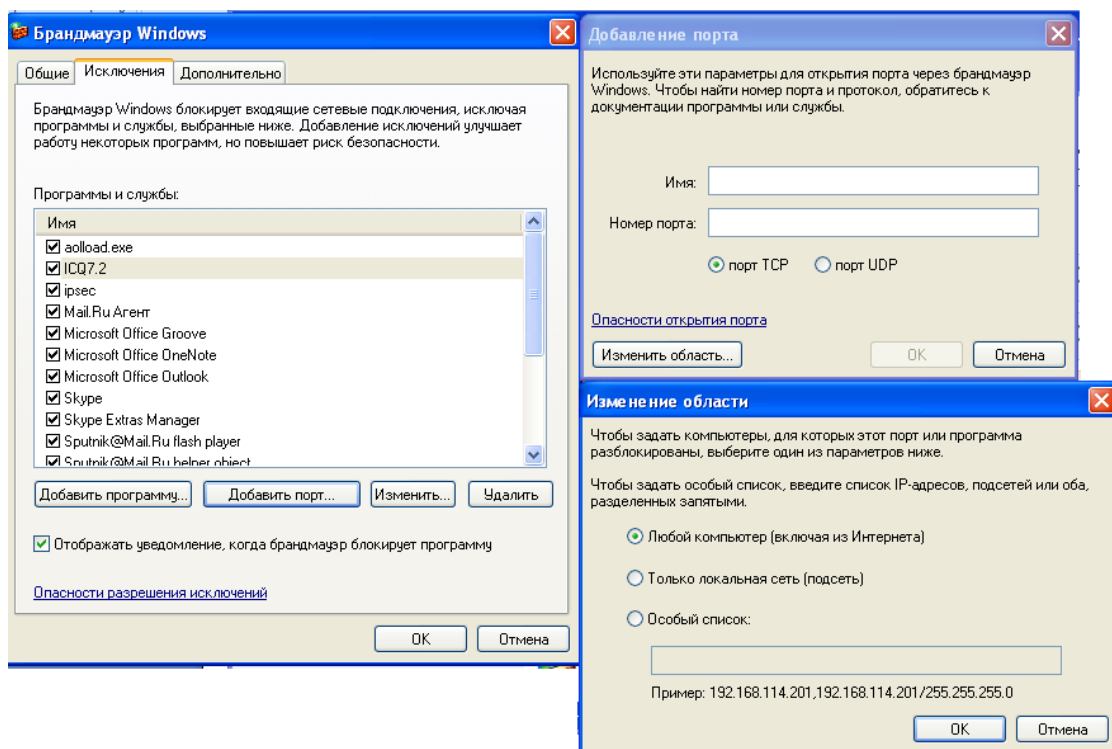 Брандмауэр Windows
Общие
Исключения
Дополнительно
Брандмауэр Windows блокирует входящие сетевые подключения, исключая
программы и службы, выбранные ниже. Добавление исключений улучшает
работу некоторых программ, но повышает риск безопасности.
Программы и службы:
Имя
aolload.exe
ICQ7.2
ipsec
Mail.Ru Агент
Microsoft Office Groove
Microsoft Office OneNote
Microsoft Office Outlook
Skype
Skype Extras Manager
Sputnik@Mail.Ru flash player
Sputnik@Mail.Ru helper object
Добавить программу...
Добавить порт...
Изменить...
Удалить
Отображать уведомление, когда брандмауэр блокирует программу
Опасности разрешения исключений
OK
Отмена
Добавление порта
Используйте эти параметры для открытия порта через брандмауэр
Windows. Чтобы найти номер порта и протокол, обратитесь к
документации программы или службы.
Имя:
Номер порта:
порт TCP
порт UDP
Опасности открытия порта
Изменить область...
OK
Отмена
Изменение области
Чтобы задать компьютеры, для которых этот порт или программа
разблокированы, выберите один из параметров ниже.
Чтобы задать особый список, введите список IP-адресов, подсетей или оба,
разделенных запятыми.
Любой компьютер (включая из Интернета)
Только локальная сеть (подсеть)
Особый список:
Пример: 192.168.114.201,192.168.114.201/255.255.255.0
OK
Отмена